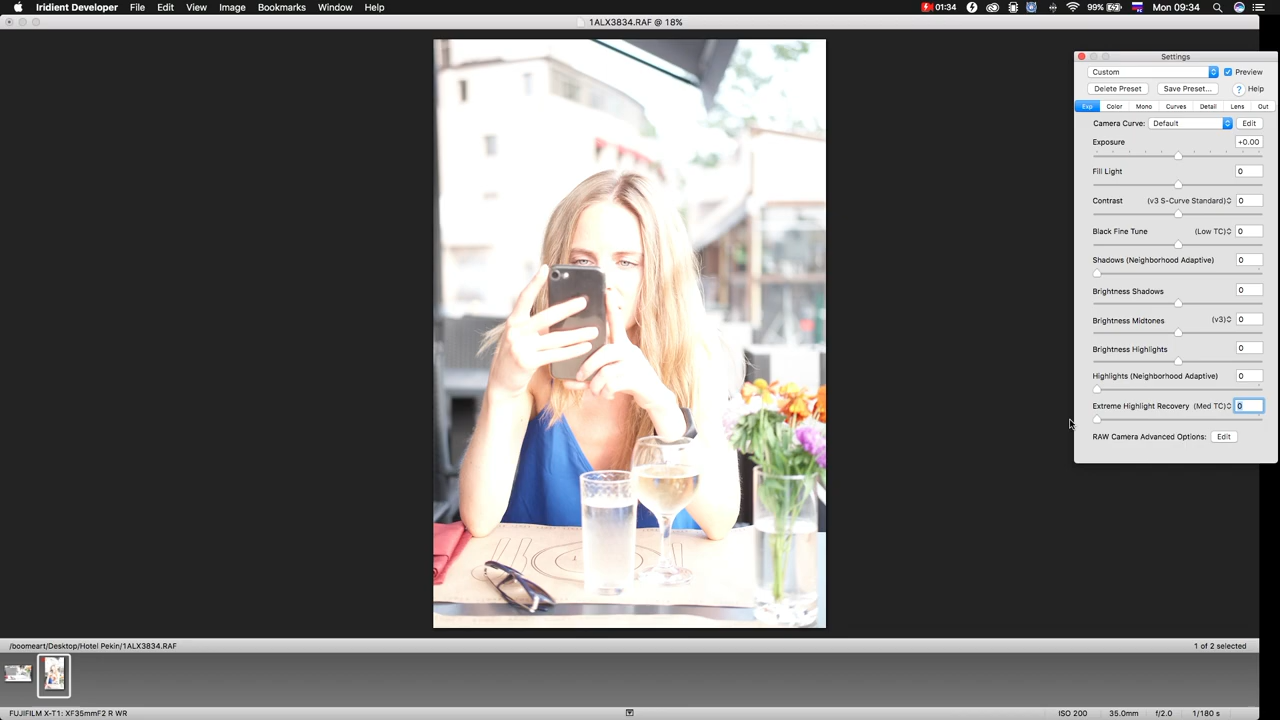 Iridient Developer File Edit View Image Bookmarks Window Help 01:34 99% Mon 09:34
1ALX3834.RAF @ 18%
Settings
Custom Preview
Delete Preset Save Preset... ? Help
Exp Color Mono Curves Detail Lens Out
Camera Curve: Default Edit
Exposure +0.00
Fill Light 0
Contrast (v3 S-Curve Standard) 0
Black Fine Tune (Low TC) 0
Shadows (Neighborhood Adaptive) 0
Brightness Shadows 0
Brightness Midtones (v3) 0
Brightness Highlights 0
Highlights (Neighborhood Adaptive) 0
Extreme Highlight Recovery (Med TC) 0
RAW Camera Advanced Options: Edit
/boomeart/Desktop/Hotel Pekin/1ALX3834.RAF 1 of 2 selected
FUJIFILM X-T1: XF35mmF2 R WR ISO 200 35.0mm f/2.0 1/180 s